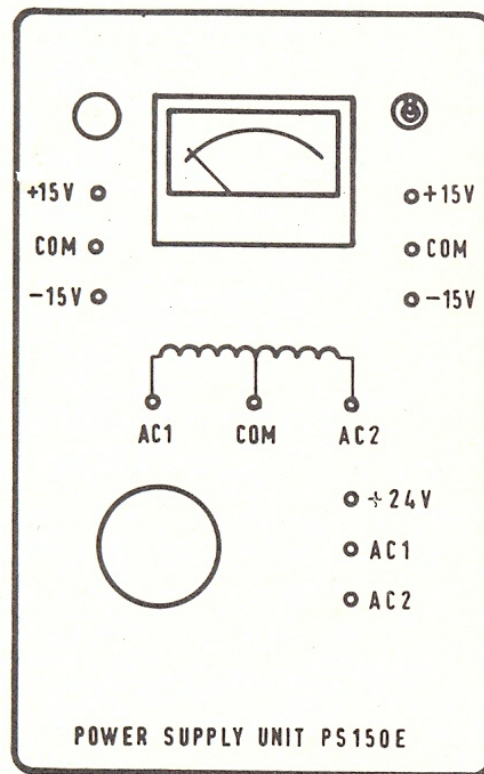 +15V +15V
COM COM
-15V -15V
AC1 COM AC2
+24V
AC1
AC2
POWER SUPPLY UNIT PS150E